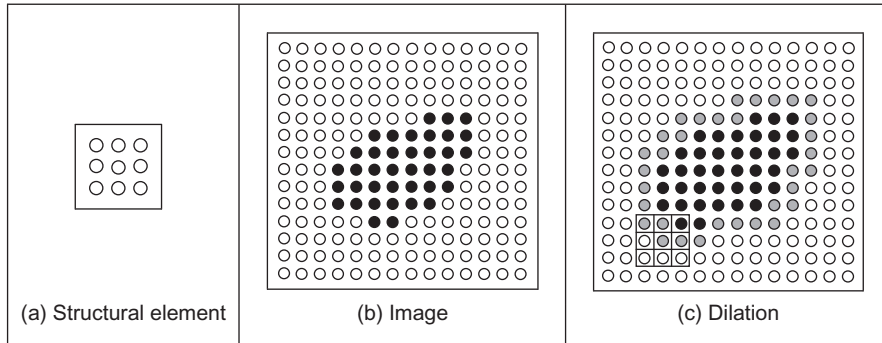 (a) Structural element
(b) Image
(c) Dilation